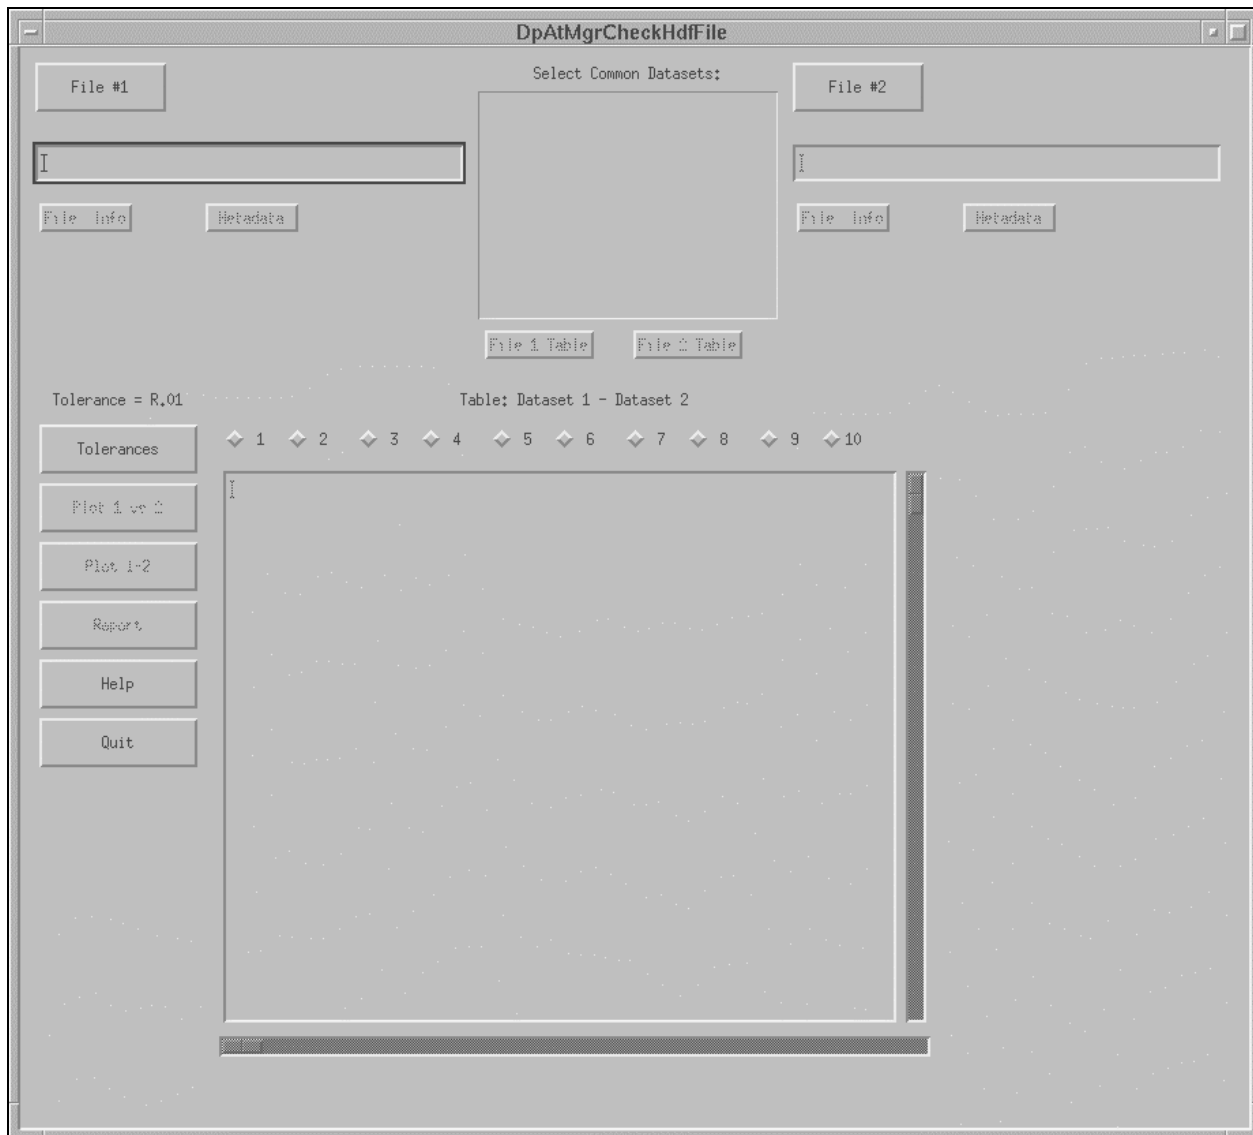 DpAtMgrCheckHdfFile
File #1
Select Common Datasets:
File #2
File Info
Metadata
File Info
Metadata
File 1 Table
File 2 Table
Tolerance = R.01
Table: Dataset 1 - Dataset 2
1 2 3 4 5 6 7 8 9 10
Tolerances
Plot 1 vs 2
Plot 1-2
Report
Help
Quit